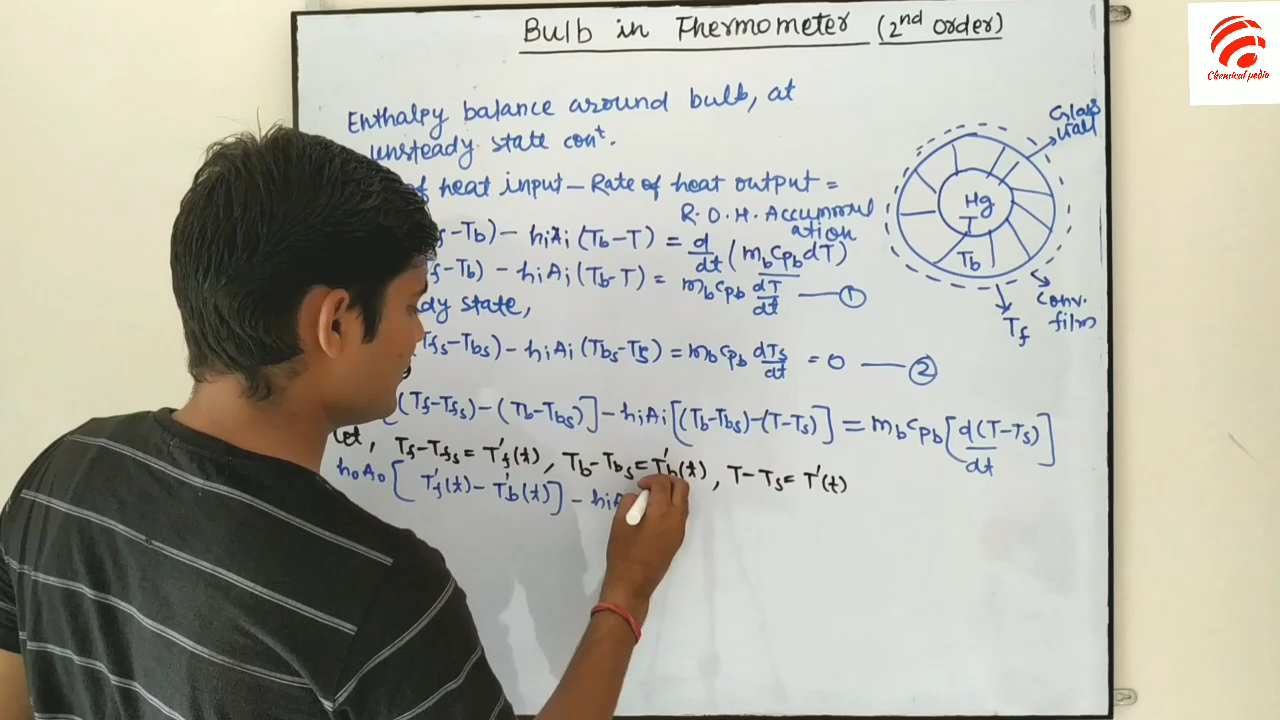 Bulb in Thermometer (2nd order)
Enthalpy balance around bulb, at
unsteady state cont.
of heat input - Rate of heat output =
R.O.H. Accummul
ation
-Tb) - hiAi (Tb-T) = d/dt (mbcpbdT)
-Tb) - hiAi (Tb-T) = mbcpb dT/dt —— ①
dy state,
(Tfs-Tbs) - hiAi (Tbs-Ts) = mbcpb dTs/dt = 0 —— ②
[(Tf-Tfs)-(Tb-Tbs)] - hiAi [(Tb-Tbs)-(T-Ts)] = mbcpb [d(T-Ts)/dt]
Let, Tf-Tfs = T'f(t), Tb-Tbs = T'b(t), T-Ts = T'(t)
hoAo [T'f(t) - T'b(t)] - hiA
Glass
wall
Hg
T
Tb
Conv.
film
Tf
Chemical pedia